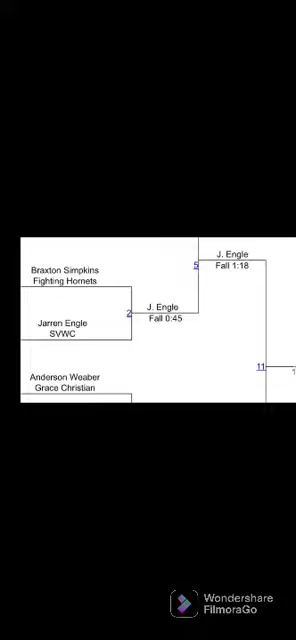 J. Engle
5
Fall 1:18
Braxton Simpkins
Fighting Hornets
2
J. Engle
Fall 0:45
Jarren Engle
SVWC
11
Anderson Weaber
Grace Christian
Wondershare
FilmoraGo